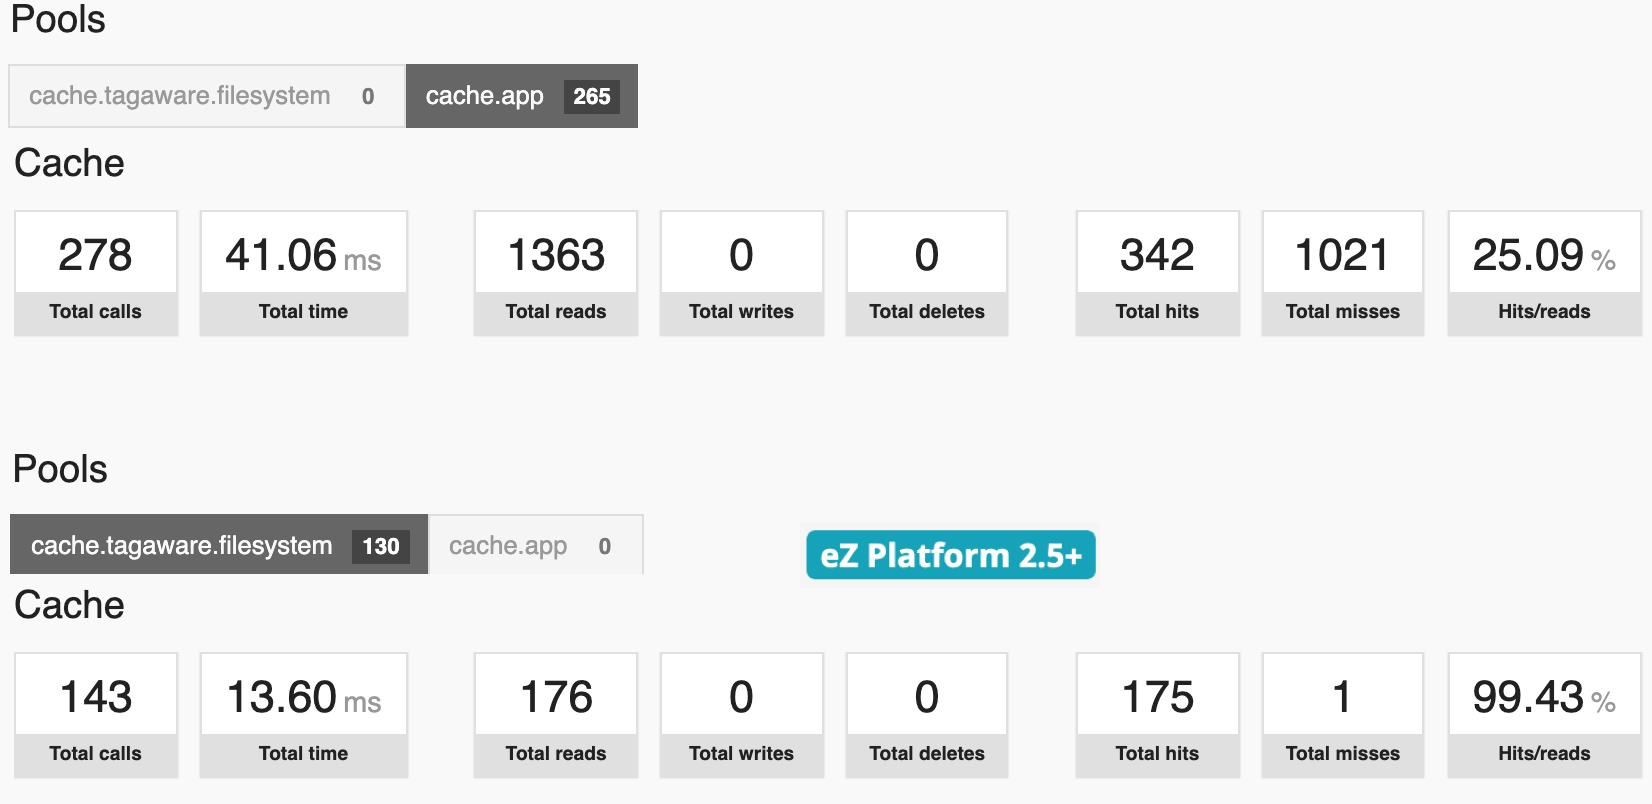 Pools
cache.tagaware.filesystem 0 cache.app 265
Cache
278 41.06 ms 1363 0 0 342 1021 25.09 %
Total calls Total time Total reads Total writes Total deletes Total hits Total misses Hits/reads
Pools
cache.tagaware.filesystem 130 cache.app 0
eZ Platform 2.5+
Cache
143 13.60 ms 176 0 0 175 1 99.43 %
Total calls Total time Total reads Total writes Total deletes Total hits Total misses Hits/reads